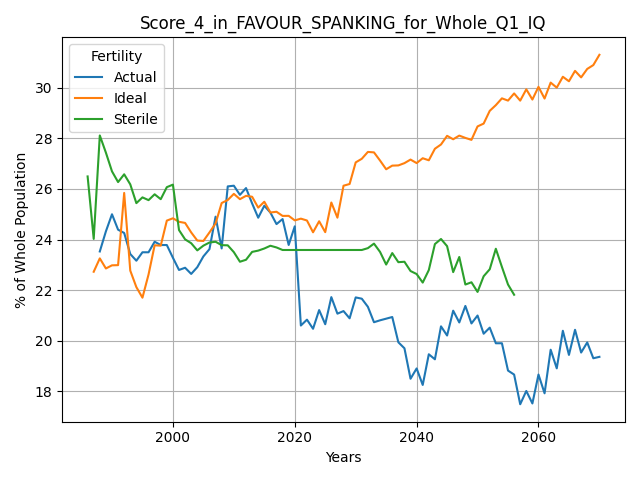 Score_4_in_FAVOUR_SPANKING_for_Whole_Q1_IQ
Fertility
Actual
Ideal
Sterile
% of Whole Population
30
28
26
24
22
20
18
2000 2020 2040 2060
Years